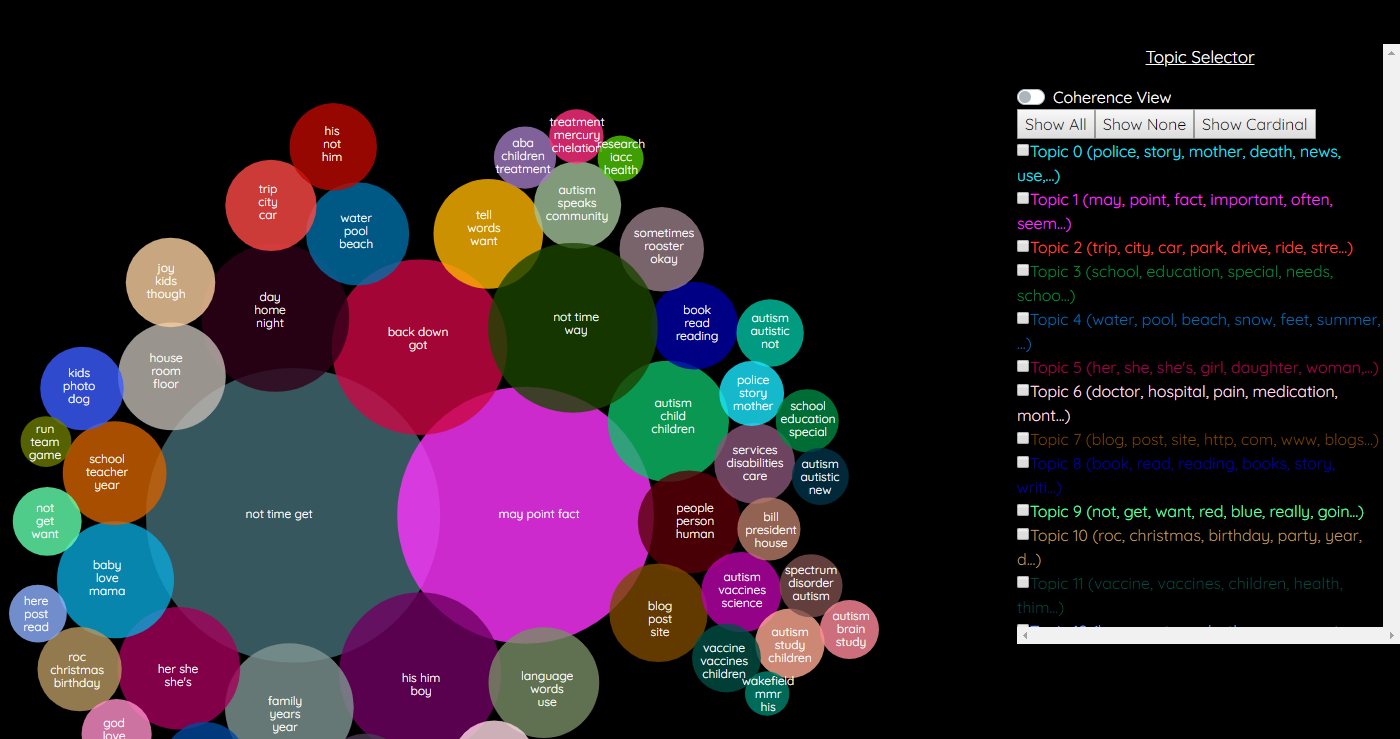 his
not
him
trip
city
car
water
pool
beach
joy
kids
though
day
home
night
house
room
floor
kids
photo
dog
run
team
game
school
teacher
year
not
get
want
baby
love
mama
here
post
read
roc
christmas
birthday
her she
she's
god
love
family
years
year
not time get
back down
got
aba
children
treatment
treatment
mercury
chelation
research
iacc
health
autism
speaks
community
tell
words
want
sometimes
rooster
okay
not time
way
book
read
reading
autism
autistic
not
police
story
mother
autism
child
children
school
education
special
services
disabilities
care
autism
autistic
new
may point fact
people
person
human
bill
president
house
autism
vaccines
science
spectrum
disorder
autism
blog
post
site
autism
study
children
autism
brain
study
vaccine
vaccines
children
wakefield
mmr
his
his him
boy
language
words
use
Topic Selector
Coherence View
Show All Show None Show Cardinal
Topic 0 (police, story, mother, death, news,
use,...)
Topic 1 (may, point, fact, important, often,
seem...)
Topic 2 (trip, city, car, park, drive, ride, stre...)
Topic 3 (school, education, special, needs,
schoo...)
Topic 4 (water, pool, beach, snow, feet, summer,
...)
Topic 5 (her, she, she's, girl, daughter, woman,...)
Topic 6 (doctor, hospital, pain, medication,
mont...)
Topic 7 (blog, post, site, http, com, www, blogs...)
Topic 8 (book, read, reading, books, story,
writi...)
Topic 9 (not, get, want, red, blue, really, goin...)
Topic 10 (roc, christmas, birthday, party, year,
d...)
Topic 11 (vaccine, vaccines, children, health,
thim...)